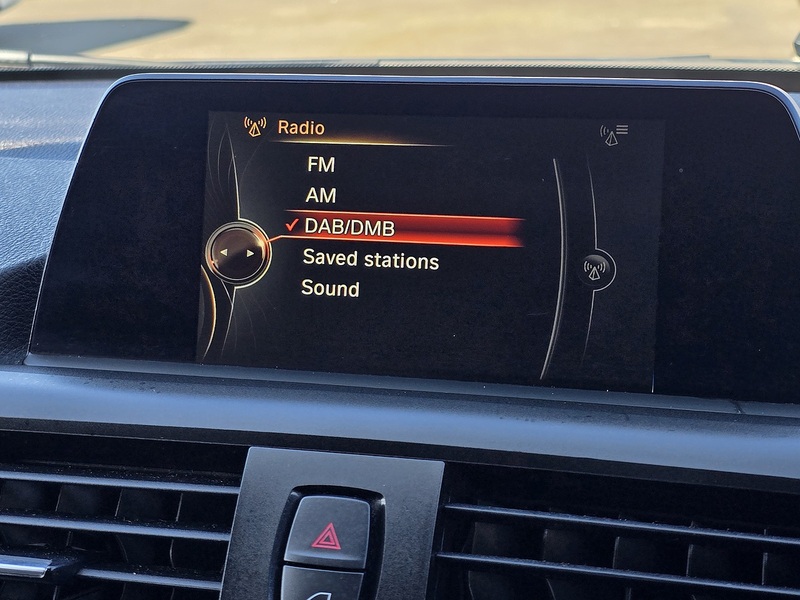 Radio
FM
AM
DAB/DMB
Saved stations
Sound